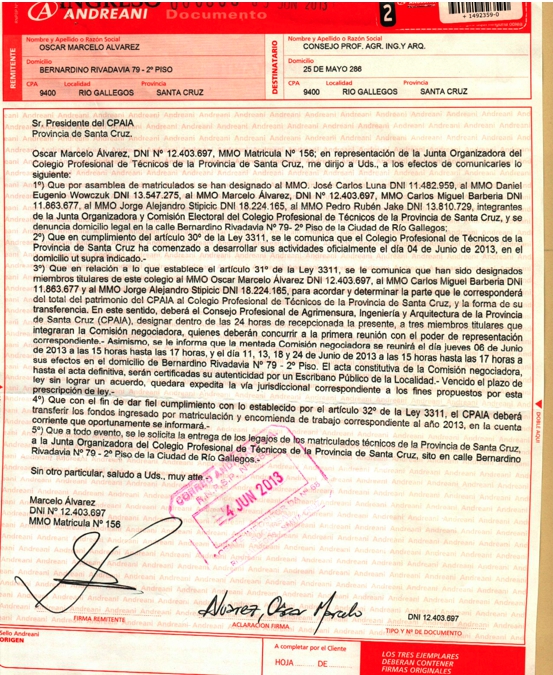 INGRESO
5 JUN 2013
ANDREANI Documento
2
+ 1492359-0
REMITENTE
Nombre y Apellido o Razón Social
OSCAR MARCELO ALVAREZ
Domicilio
BERNARDINO RIVADAVIA 79 - 2º PISO
CPA Localidad Provincia
9400 RIO GALLEGOS SANTA CRUZ
DESTINATARIO
Nombre y Apellido o Razón Social
CONSEJO PROF. AGR. ING.Y ARQ.
Domicilio
25 DE MAYO 286
CPA Localidad Provincia
9400 RIO GALLEGOS SANTA CRUZ
Sr. Presidente del CPAIA
Provincia de Santa Cruz.
Oscar Marcelo Álvarez, DNI Nº 12.403.697, MMO Matrícula Nº 156; en representación de la Junta Organizadora del
Colegio Profesional de Técnicos de la Provincia de Santa Cruz, me dirijo a Uds., a los efectos de comunicarles lo
siguiente:
1º) Que por asamblea de matriculados se han designado al MMO. José Carlos Luna DNI 11.482.959, al MMO Daniel
Eugenio Wowczuk DNI 13.547.275, al MMO Marcelo Álvarez, DNI Nº 12.403,697, MMO Carlos Miguel Barberia DNI
11.863.677, al MMO Jorge Alejandro Stipicic DNI 18.224.165, al MMO Pedro Rubén Jake DNI 13.810.729, integrantes
de la Junta Organizadora y Comisión Electoral del Colegio Profesional de Técnicos de la Provincia de Santa Cruz, y se
denuncia domicilio legal en la calle Bernardino Rivadavia Nº 79- 2º Piso de la Ciudad de Río Gallegos;
2º) Que en cumplimiento del artículo 30º de la Ley 3311, se comunica que el Colegio Profesional de Técnicos de la
Provincia de Santa Cruz ha comenzado a desarrollar sus actividades oficialmente el día 04 de Junio de 2013, en el
domicilio ut supra indicado.-
3º) Que en relación a lo que establece el artículo 31º de la Ley 3311, se comunica que han sido designados
miembros titulares de este colegio al MMO Oscar Marcelo Álvarez DNI 12.403.697, al MMO Carlos Miguel Barberia DNI
11.863.677 y al MMO Jorge Alejandro Stipicic DNI 18.224.165, para acordar y determinar la parte que le corresponderá
del total del patrimonio del CPAIA al Colegio Profesional de Técnicos de la Provincia de Santa Cruz, y la forma de su
transferencia. En este sentido, deberá el Consejo Profesional de Agrimensura, Ingeniería y Arquitectura de la Provincia
de Santa Cruz (CPAIA), designar dentro de las 24 horas de recepcionada la presente, a tres miembros titulares que
integraran la Comisión negociadora, quienes deberán concurrir a la primera reunión con el poder de representación
correspondiente.- Asimismo, se le informa que la mentada Comisión negociadora se reunirá el día jueves 06 de Junio
de 2013 a las 15 horas hasta las 17 horas, y el día 11, 13, 18 y 24 de Junio de 2013 a las 15 horas hasta las 17 horas a
sus efectos en el domicilio de Bernardino Rivadavia Nº 79 - 2º Piso. El acta constitutiva de la Comisión negociadora,
hasta el acta definitiva, serán certificadas su autenticidad por un Escribano Público de la Localidad.- Vencido el plazo de
ley sin lograr un acuerdo, quedara expedita la vía jurisdiccional correspondiente a los fines propuestos por esta
prescripción de ley.-
4º) Que con el fin de dar fiel cumplimiento con lo establecido por el artículo 32º de la Ley 3311, el CPAIA deberá
transferir los fondos ingresado por matriculación y encomienda de trabajo correspondiente al año 2013, en la cuenta
corriente que oportunamente se informará.-
5º) Que a todo evento, se le solicita la entrega de los legajos de los matriculados técnicos de la Provincia de Santa Cruz,
a la Junta Organizadora del Colegio Profesional de Técnicos de la Provincia de Santa Cruz, sito en calle Bernardino
Rivadavia Nº 79 - 2º Piso de la Ciudad de Río Gallegos.-
Sin otro particular, saludo a Uds., muy atte.-
Marcelo Álvarez
DNI Nº 12.403.697
MMO Matrícula Nº 156
4 JUN 2013
DOBLE AQUI
Alvarez, Oscar Marcelo
DNI 12.403.697
FIRMA REMITENTE
ACLARACIÓN FIRMA
TIPO Y Nº DE DOCUMENTO
Sello Andreani
ORIGEN
A completar por el Cliente
HOJA DE
LOS TRES EJEMPLARES
DEBERAN CONTENER
FIRMAS ORIGINALES